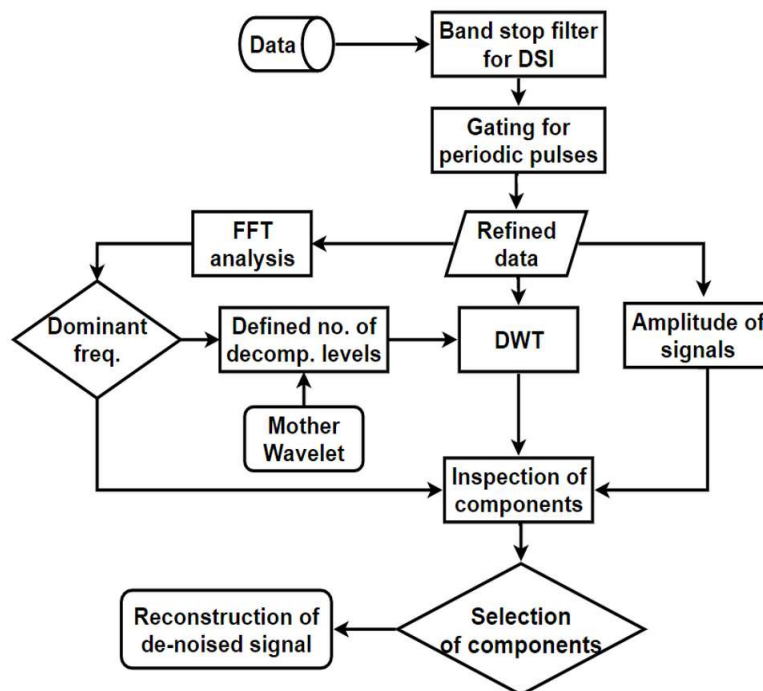 Data
Band stop filter
for DSI
Gating for
periodic pulses
FFT
analysis
Refined
data
Dominant
freq.
Defined no. of
decomp. levels
DWT
Amplitude of
signals
Mother
Wavelet
Inspection of
components
Reconstruction of
de-noised signal
Selection
of components